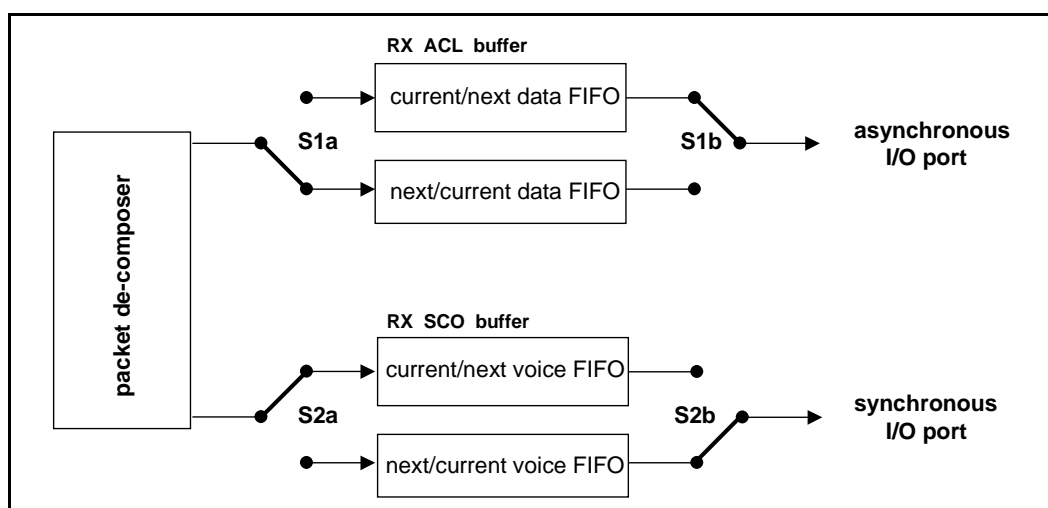 RX ACL buffer
current/next data FIFO
S1a
S1b
asynchronous
I/O port
next/current data FIFO
packet de-composer
RX SCO buffer
current/next voice FIFO
S2a
S2b
synchronous
I/O port
next/current voice FIFO